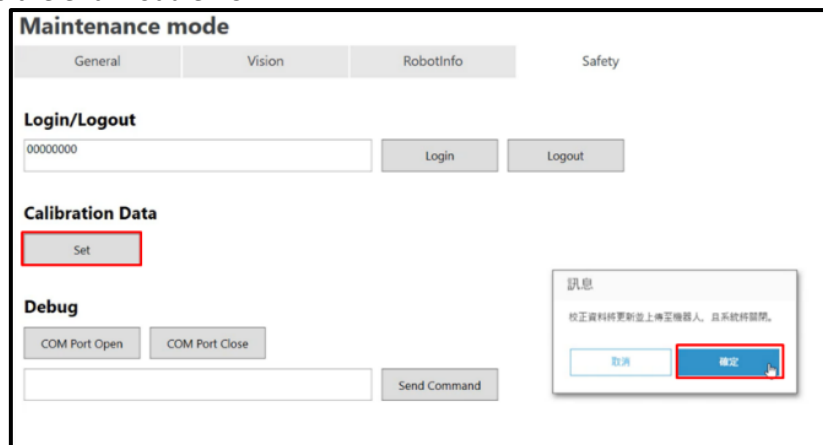 Maintenance mode
General Vision RobotInfo Safety
Login/Logout
00000000 Login Logout
Calibration Data
Set
Debug
COM Port Open COM Port Close
Send Command
訊息
校正資料將更新並上傳至機器人，且系統將關閉。
取消 確定